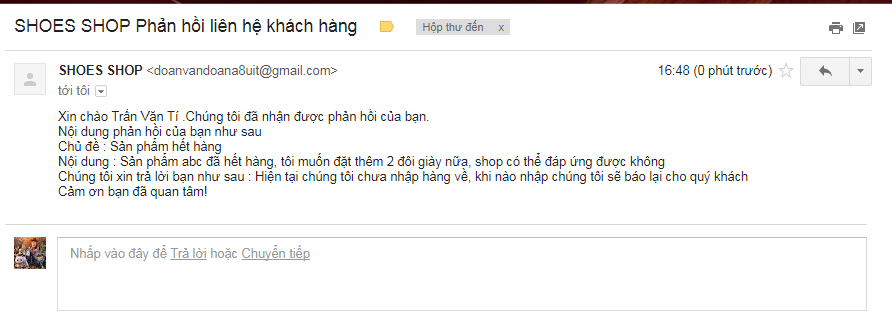 SHOES SHOP Phản hồi liên hệ khách hàng Hộp thư đến x
SHOES SHOP <doanvandoana8uit@gmail.com> 16:48 (0 phút trước)
tới tôi
Xin chào Trần Văn Tí .Chúng tôi đã nhận được phản hồi của bạn.
Nội dung phản hồi của bạn như sau
Chủ đề : Sản phẩm hết hàng
Nội dung : Sản phẩm abc đã hết hàng, tôi muốn đặt thêm 2 đôi giày nữa, shop có thể đáp ứng được không
Chúng tôi xin trả lời bạn như sau : Hiện tại chúng tôi chưa nhập hàng về, khi nào nhập chúng tôi sẽ báo lại cho quý khách
Cảm ơn bạn đã quan tâm!
Nhấp vào đây để Trả lời hoặc Chuyển tiếp